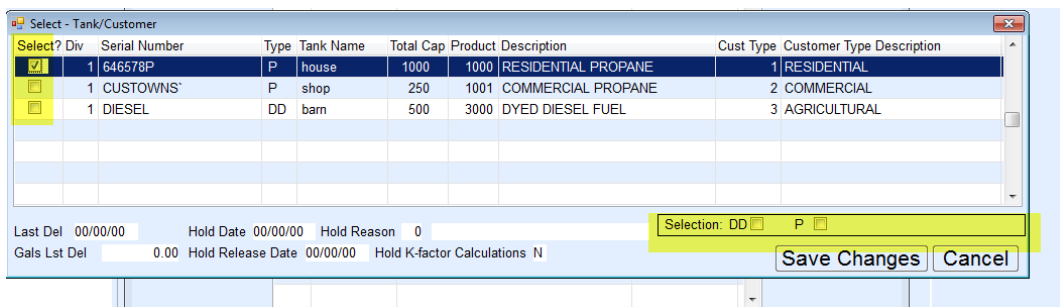 Select - Tank/Customer
Select? Div Serial Number Type Tank Name Total Cap Product Description Cust Type Customer Type Description
1 646578P P house 1000 1000 RESIDENTIAL PROPANE 1 RESIDENTIAL
1 CUSTOWNS` P shop 250 1001 COMMERCIAL PROPANE 2 COMMERCIAL
1 DIESEL DD barn 500 3000 DYED DIESEL FUEL 3 AGRICULTURAL
Last Del 00/00/00 Hold Date 00/00/00 Hold Reason 0 Selection: DD P
Gals Lst Del 0.00 Hold Release Date 00/00/00 Hold K-factor Calculations N Save Changes Cancel